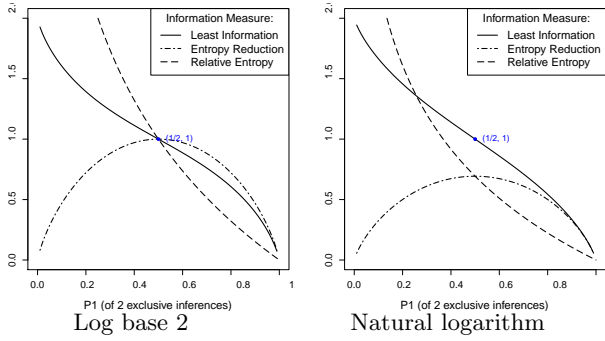 Information Measure:
Least Information
Entropy Reduction
Relative Entropy
2.
1.5
1.0
0.5
0.0
(1/2, 1)
0.0 0.2 0.4 0.6 0.8 1
P1 (of 2 exclusive inferences)
Log base 2
Information Measure:
Least Information
Entropy Reduction
Relative Entropy
2.
1.5
1.0
0.5
0.0
(1/2, 1)
0.0 0.2 0.4 0.6 0.8 1.0
P1 (of 2 exclusive inferences)
Natural logarithm